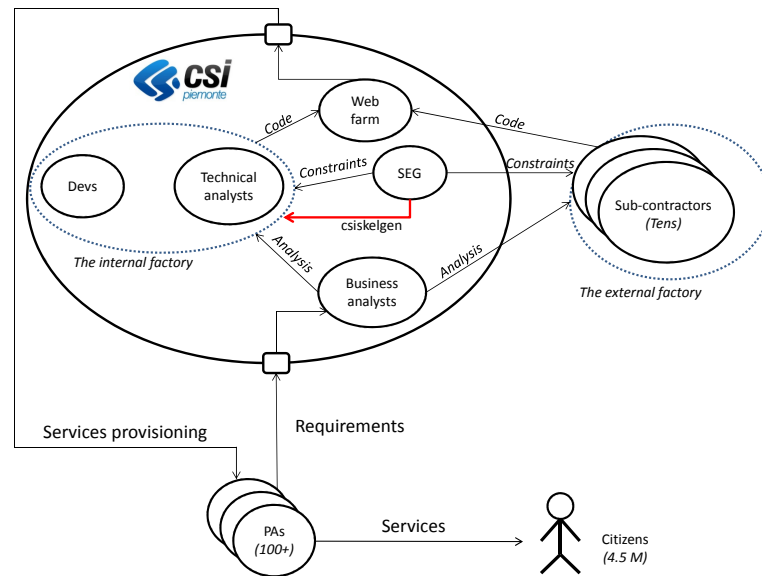 csi
piemonte
Web
farm
Code
Code
Devs
Technical
analysts
Constraints
SEG
Constraints
Sub-contractors
(Tens)
csiskelgen
The internal factory
Analysis
Analysis
Business
analysts
The external factory
Services provisioning
Requirements
PAs
(100+)
Services
Citizens
(4.5 M)